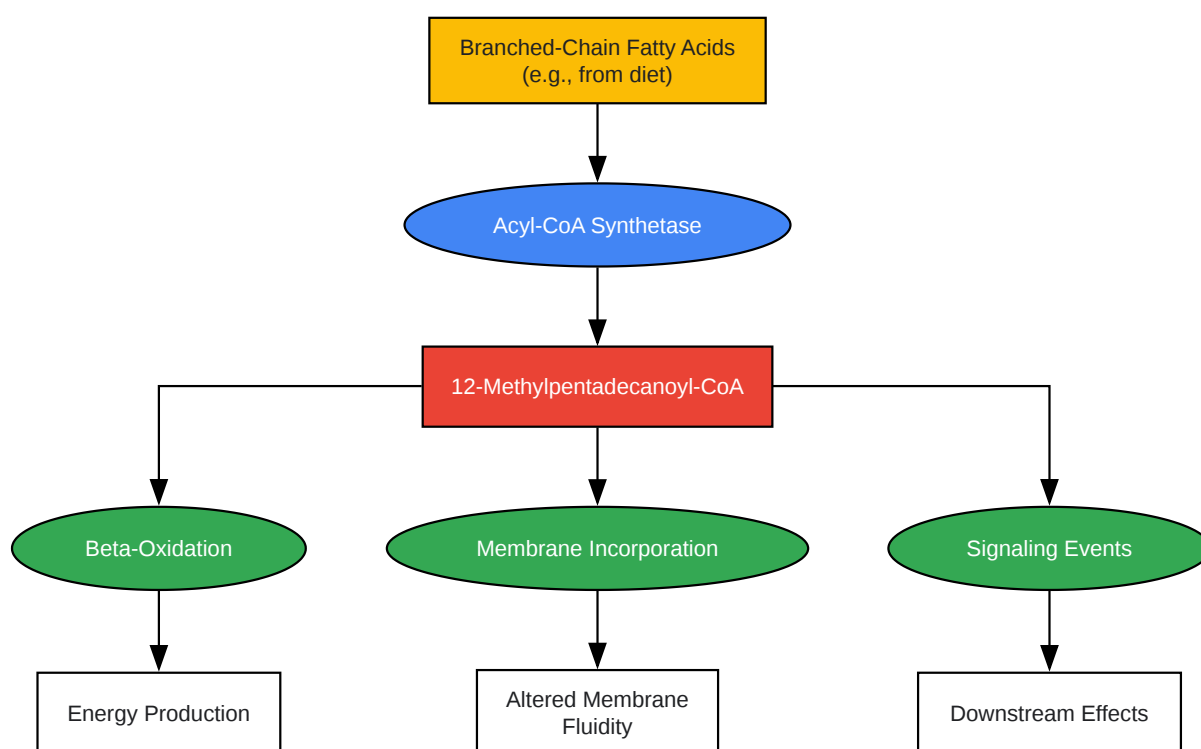 Branched-Chain Fatty Acids
(e.g., from diet)
Acyl-CoA Synthetase
12-Methylpentadecanoyl-CoA
Beta-Oxidation
Membrane Incorporation
Signaling Events
Energy Production
Altered Membrane
Fluidity
Downstream Effects